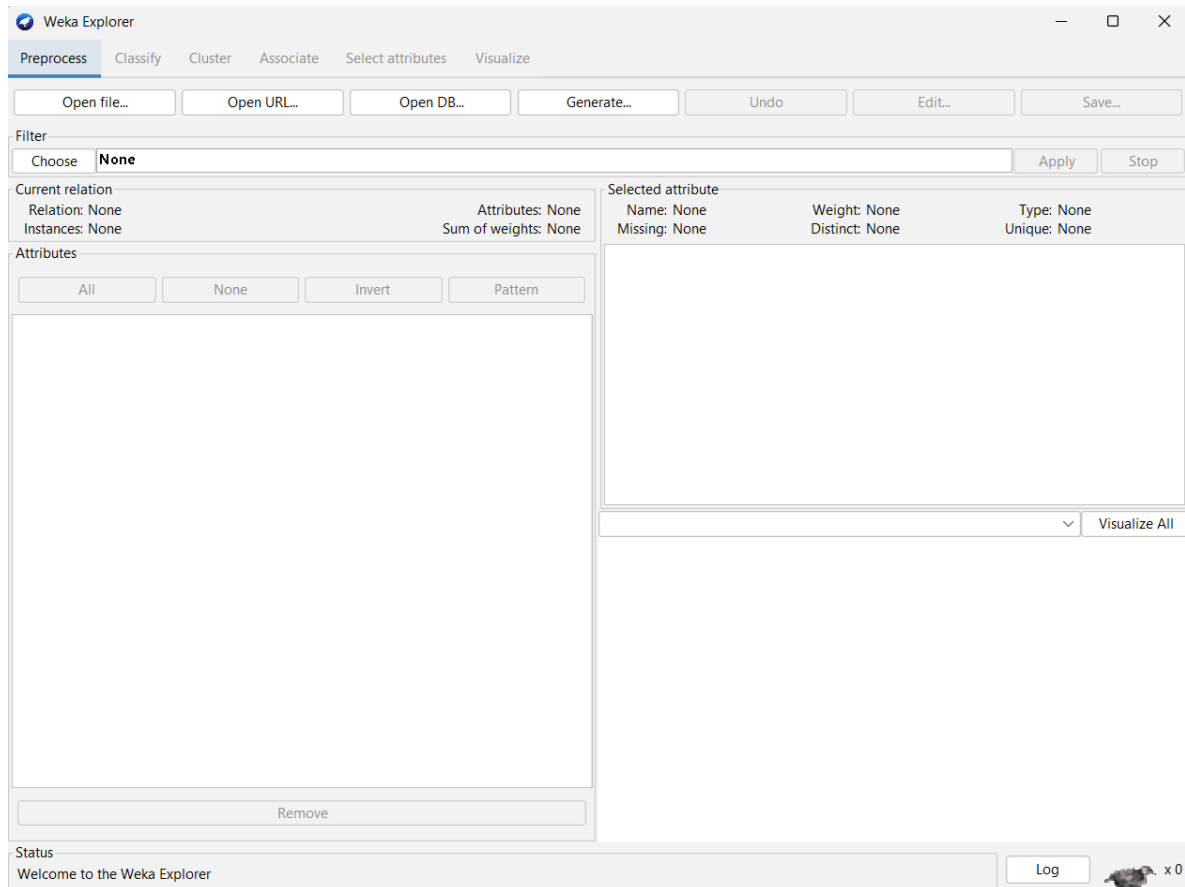 Weka Explorer
Preprocess Classify Cluster Associate Select attributes Visualize
Open file... Open URL... Open DB... Generate... Undo Edit... Save...
Filter
Choose None Apply Stop
Current relation
Relation: None Attributes: None
Instances: None Sum of weights: None
Attributes
All None Invert Pattern
Remove
Selected attribute
Name: None Weight: None Type: None
Missing: None Distinct: None Unique: None
Visualize All
Status
Welcome to the Weka Explorer
Log x 0